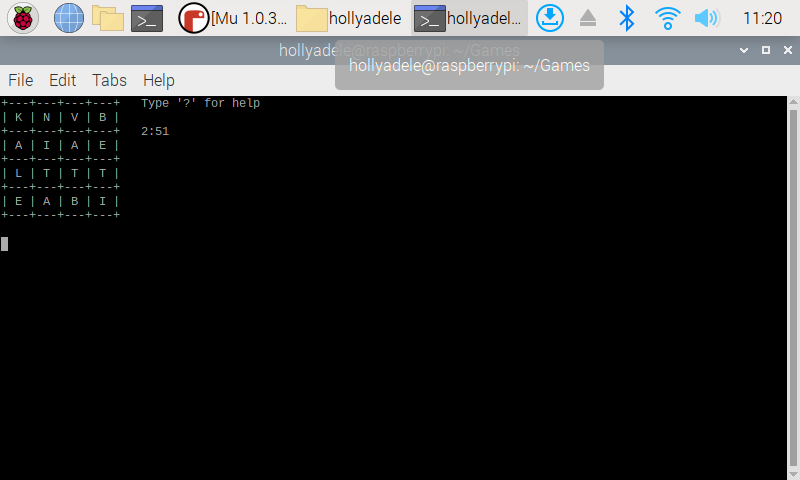 [Mu 1.0.3... hollyadele hollyadel... 11:20
hollyadele@raspberrypi: ~/Games
hollyadele@raspberrypi: ~/Games
File Edit Tabs Help
+---+---+---+---+ Type '?' for help
| K | N | V | B |
+---+---+---+---+ 2:51
| A | I | A | E |
+---+---+---+---+
| L | T | T | T |
+---+---+---+---+
| E | A | B | I |
+---+---+---+---+